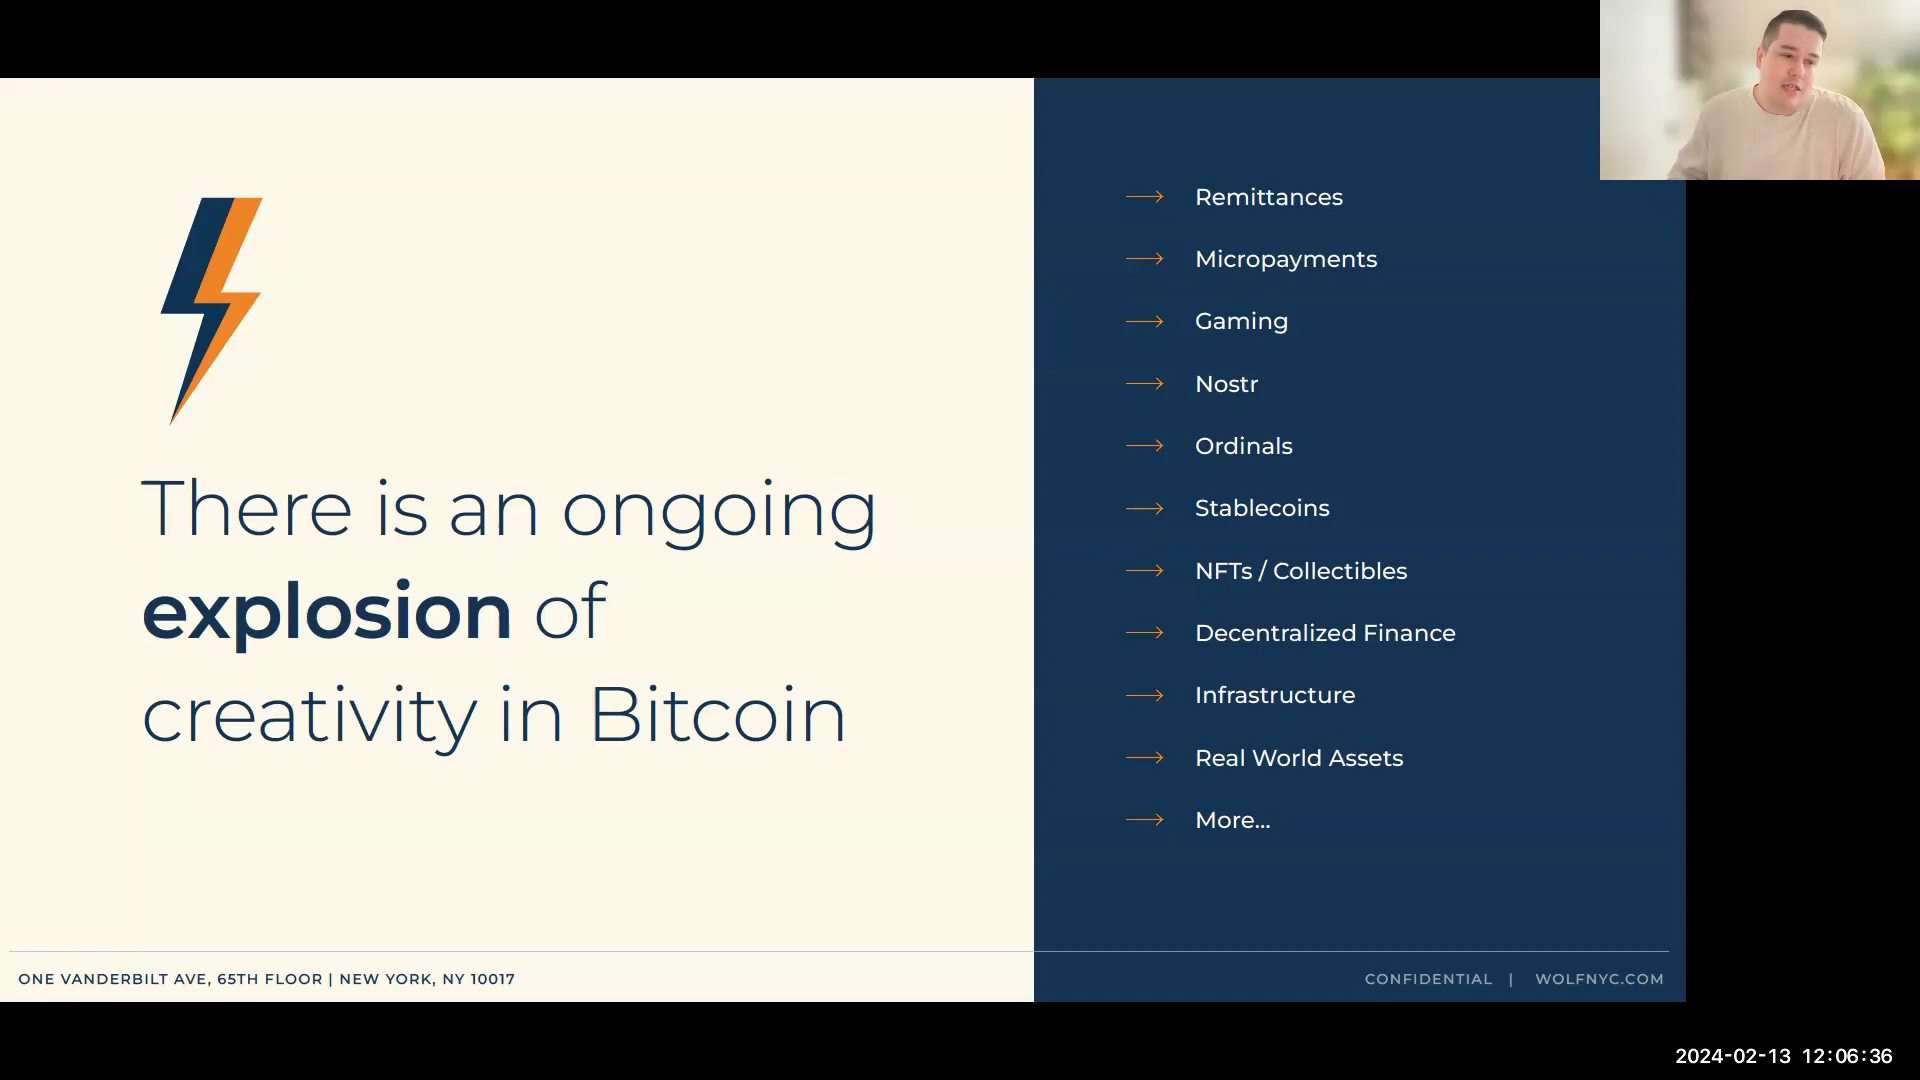 There is an ongoing
explosion of
creativity in Bitcoin
Remittances
Micropayments
Gaming
Nostr
Ordinals
Stablecoins
NFTs / Collectibles
Decentralized Finance
Infrastructure
Real World Assets
More...
ONE VANDERBILT AVE, 65TH FLOOR | NEW YORK, NY 10017
CONFIDENTIAL | WOLFNYC.COM
2024-02-13 12:06:36